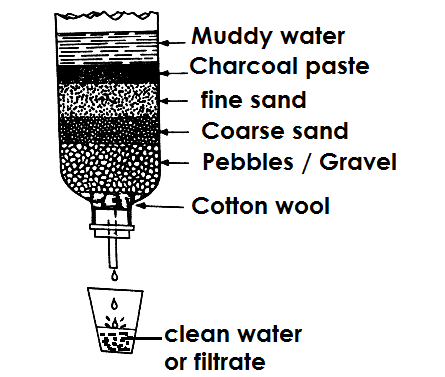 Muddy water
Charcoal paste
fine sand
Coarse sand
Pebbles / Gravel
Cotton wool
clean water
or filtrate